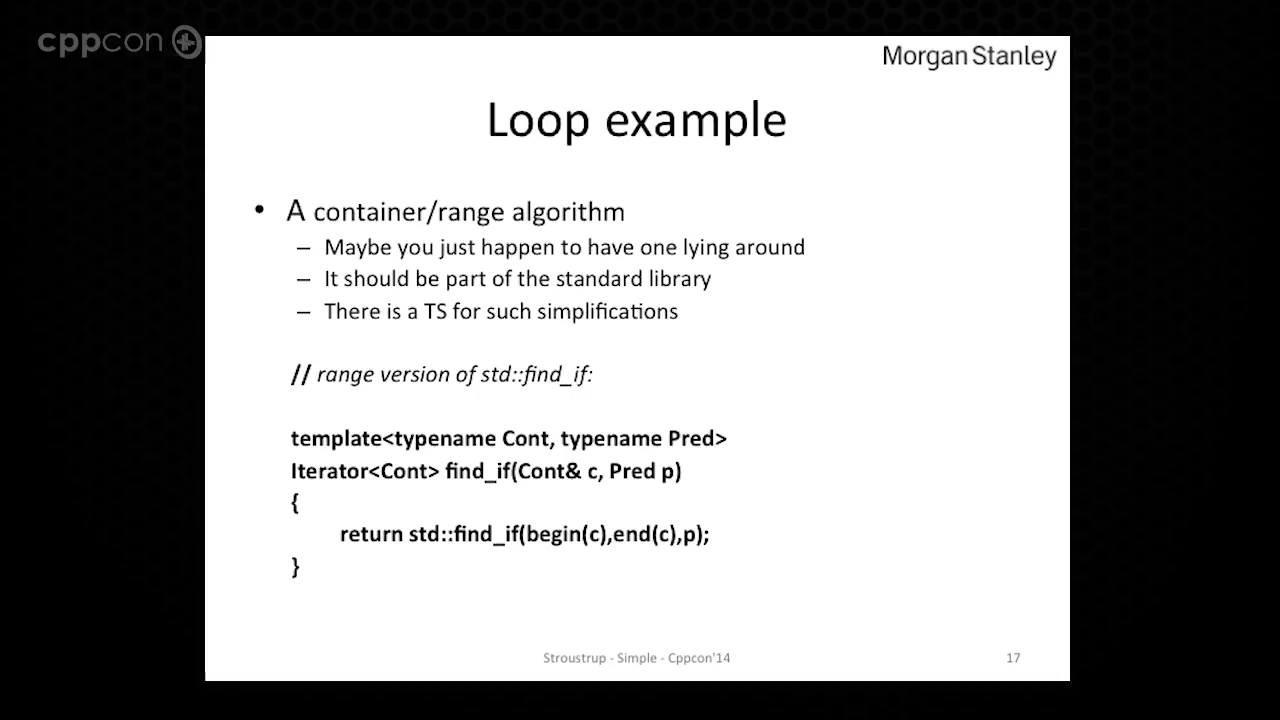 cppcon
Morgan Stanley
Loop example
• A container/range algorithm
– Maybe you just happen to have one lying around
– It should be part of the standard library
– There is a TS for such simplifications
// range version of std::find_if:
template<typename Cont, typename Pred>
Iterator<Cont> find_if(Cont& c, Pred p)
{
return std::find_if(begin(c),end(c),p);
}
Stroustrup - Simple - Cppcon'14
17